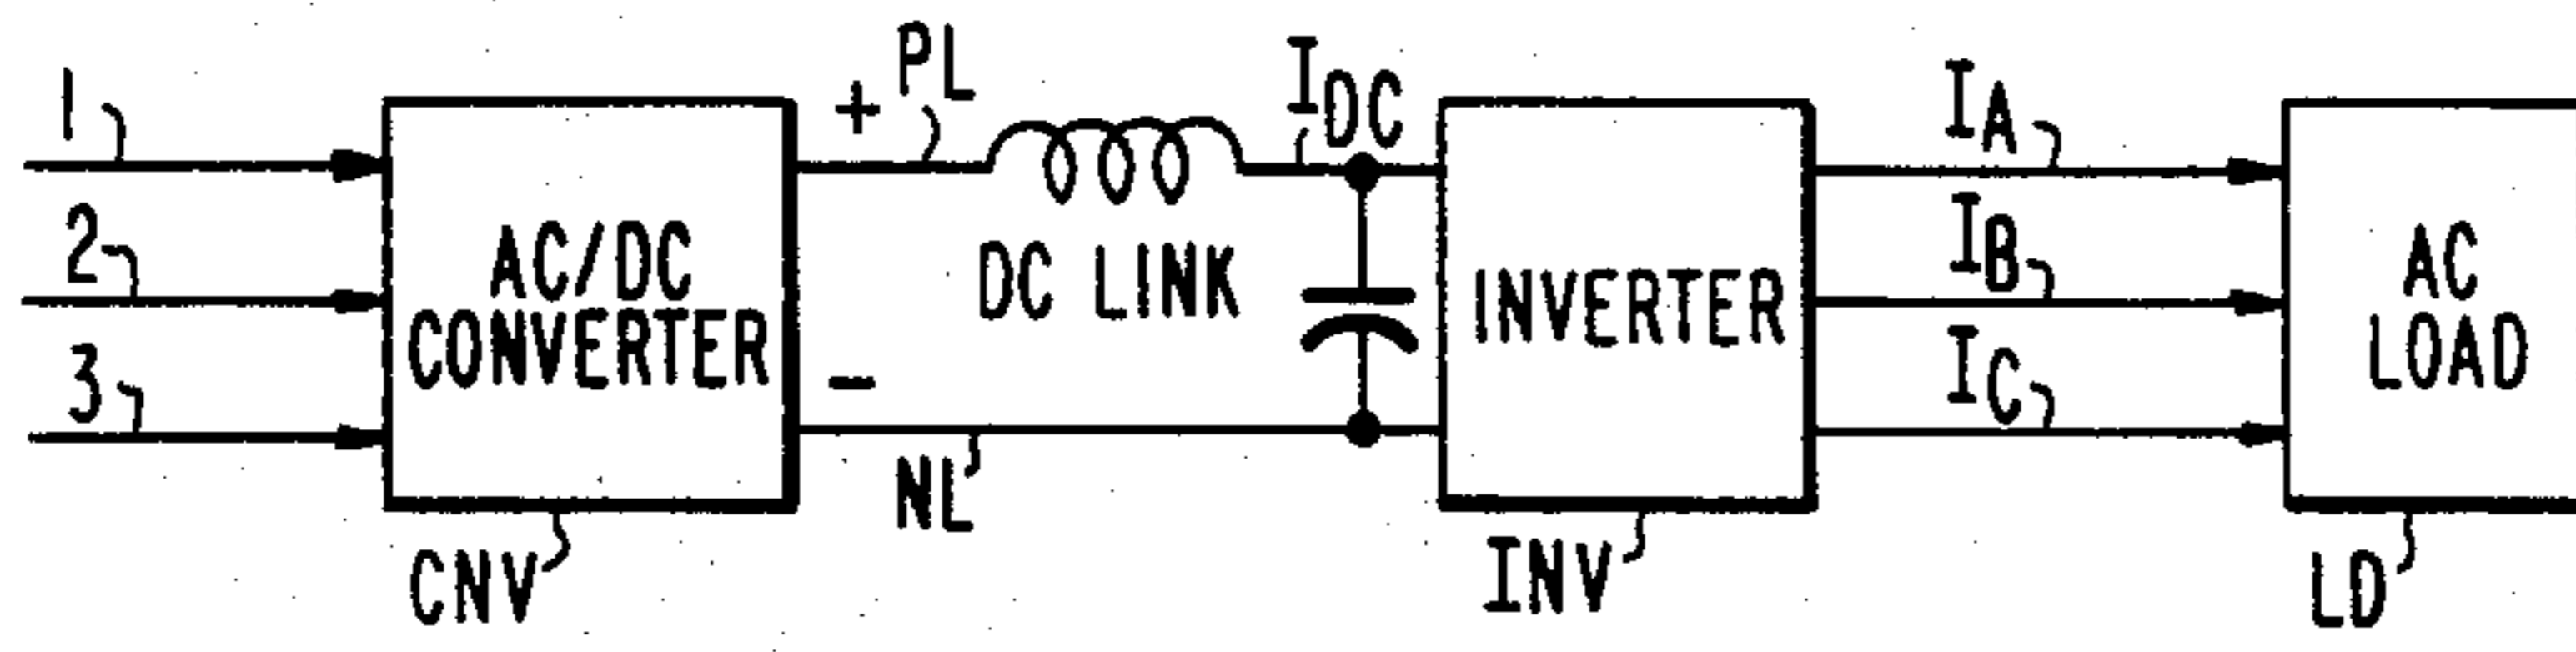 1
2
3
AC/DC
CONVERTER
CNV
+
PL
-
NL
DC LINK
IDC
INVERTER
INV
IA
IB
IC
AC
LOAD
LD